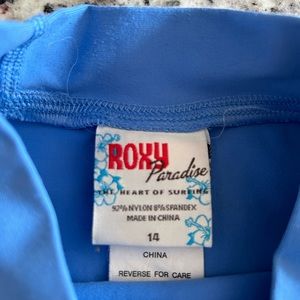 ROXY
Paradise
THE HEART OF SURFING
92% NYLON 8% SPANDEX
MADE IN CHINA
14
CHINA
REVERSE FOR CARE